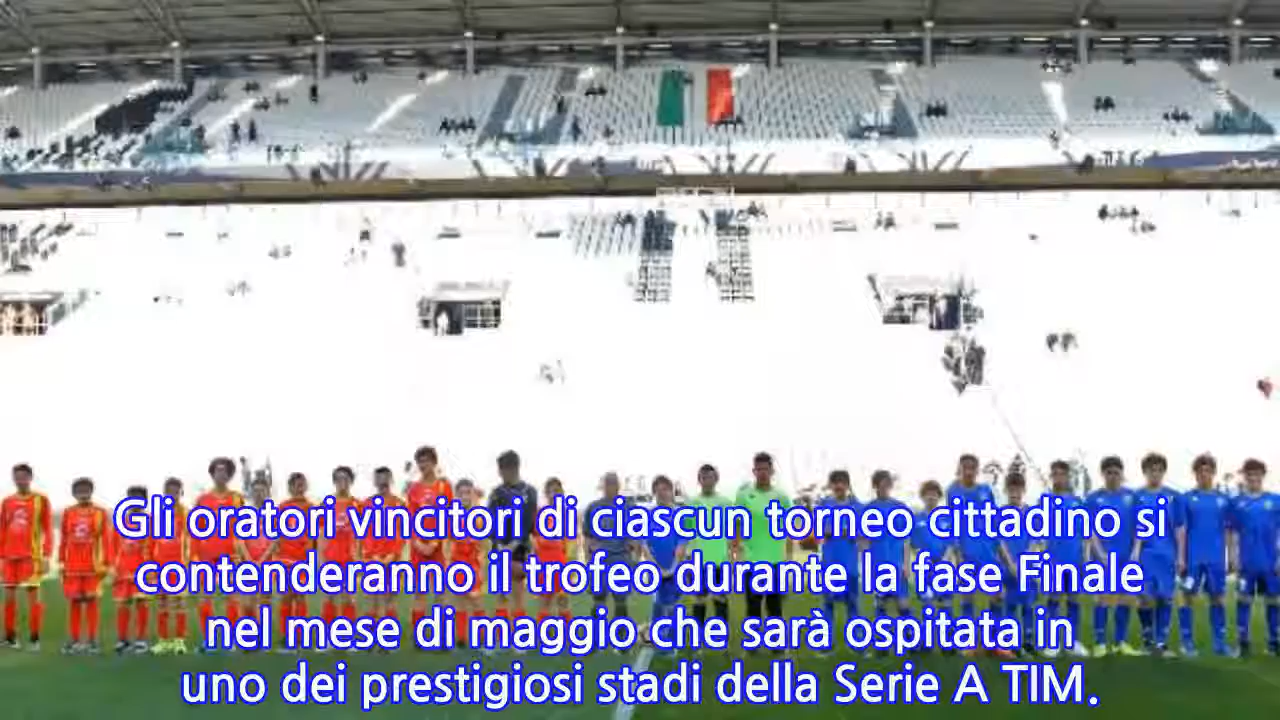 Gli oratori vincitori di ciascun torneo cittadino si
contenderanno il trofeo durante la fase Finale
nel mese di maggio che sarà ospitata in
uno dei prestigiosi stadi della Serie A TIM.